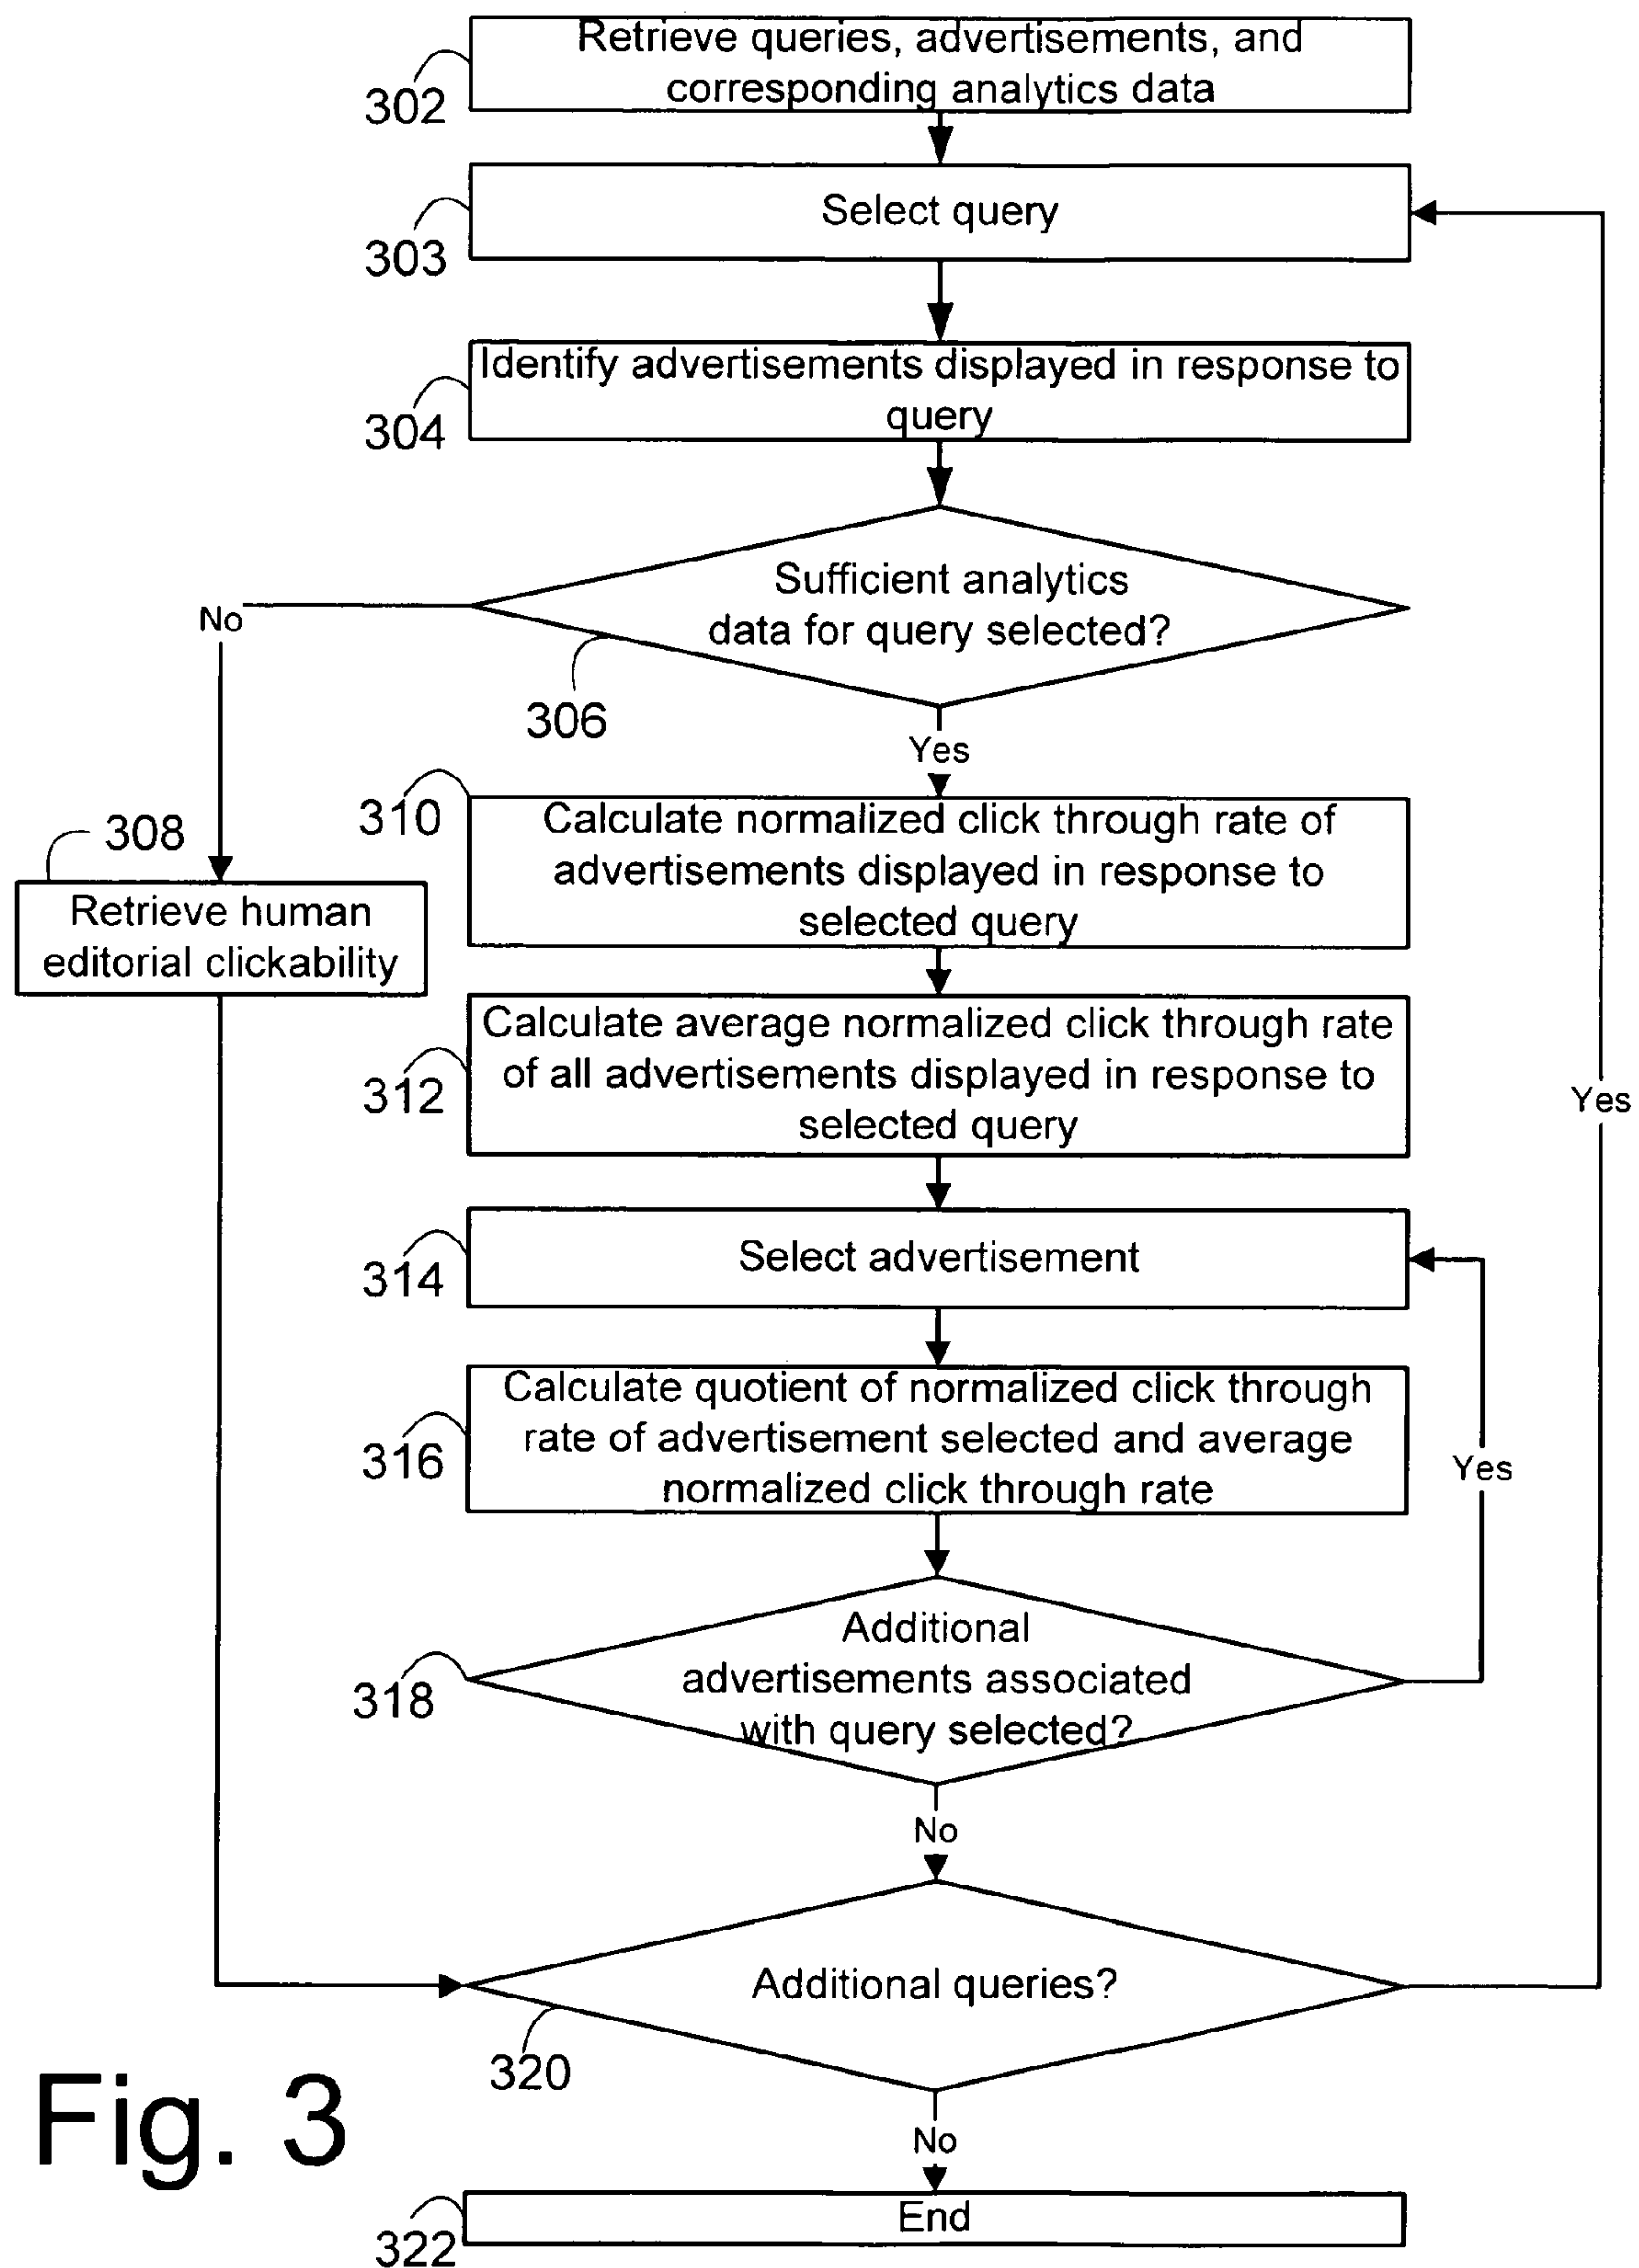 Retrieve queries, advertisements, and
corresponding analytics data
302
Select query
303
Identify advertisements displayed in response to
query
304
Sufficient analytics
data for query selected?
No
306
Yes
310
Calculate normalized click through rate of
advertisements displayed in response to
selected query
308
Retrieve human
editorial clickability
Calculate average normalized click through rate
of all advertisements displayed in response to
selected query
312
Yes
Select advertisement
314
Calculate quotient of normalized click through
rate of advertisement selected and average
normalized click through rate
316
Yes
Additional
advertisements associated
with query selected?
318
No
Additional queries?
320
Fig. 3
No
End
322